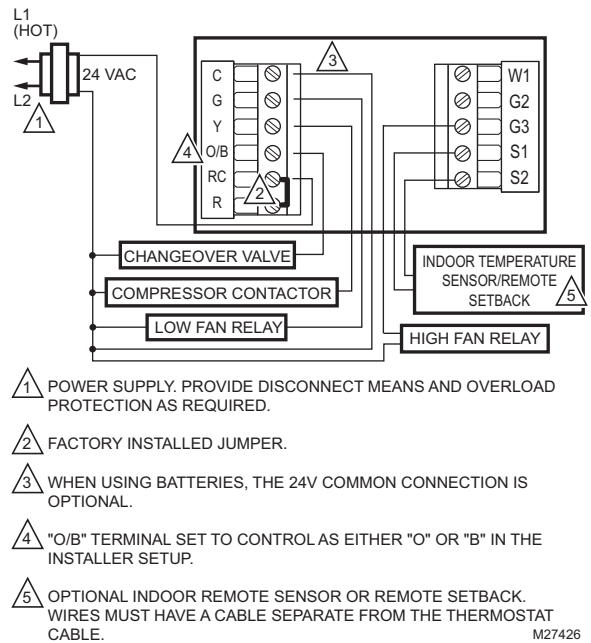 L1
(HOT)
24 VAC
L2
1
3
C
G
Y
4
O/B
RC
2
R
W1
G2
G3
S1
S2
CHANGEOVER VALVE
COMPRESSOR CONTACTOR
LOW FAN RELAY
INDOOR TEMPERATURE
SENSOR/REMOTE
SETBACK
5
HIGH FAN RELAY
1 POWER SUPPLY. PROVIDE DISCONNECT MEANS AND OVERLOAD
PROTECTION AS REQUIRED.
2 FACTORY INSTALLED JUMPER.
3 WHEN USING BATTERIES, THE 24V COMMON CONNECTION IS
OPTIONAL.
4 "O/B" TERMINAL SET TO CONTROL AS EITHER "O" OR "B" IN THE
INSTALLER SETUP.
5 OPTIONAL INDOOR REMOTE SENSOR OR REMOTE SETBACK.
WIRES MUST HAVE A CABLE SEPARATE FROM THE THERMOSTAT
CABLE.
M27426